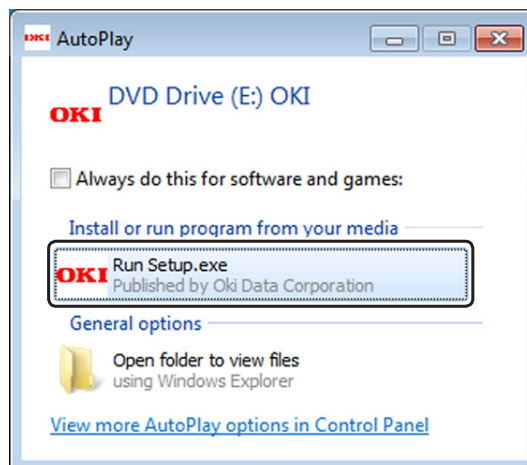 OKI AutoPlay
OKI DVD Drive (E:) OKI
Always do this for software and games:
Install or run program from your media
OKI Run Setup.exe
Published by Oki Data Corporation
General options
Open folder to view files
using Windows Explorer
View more AutoPlay options in Control Panel